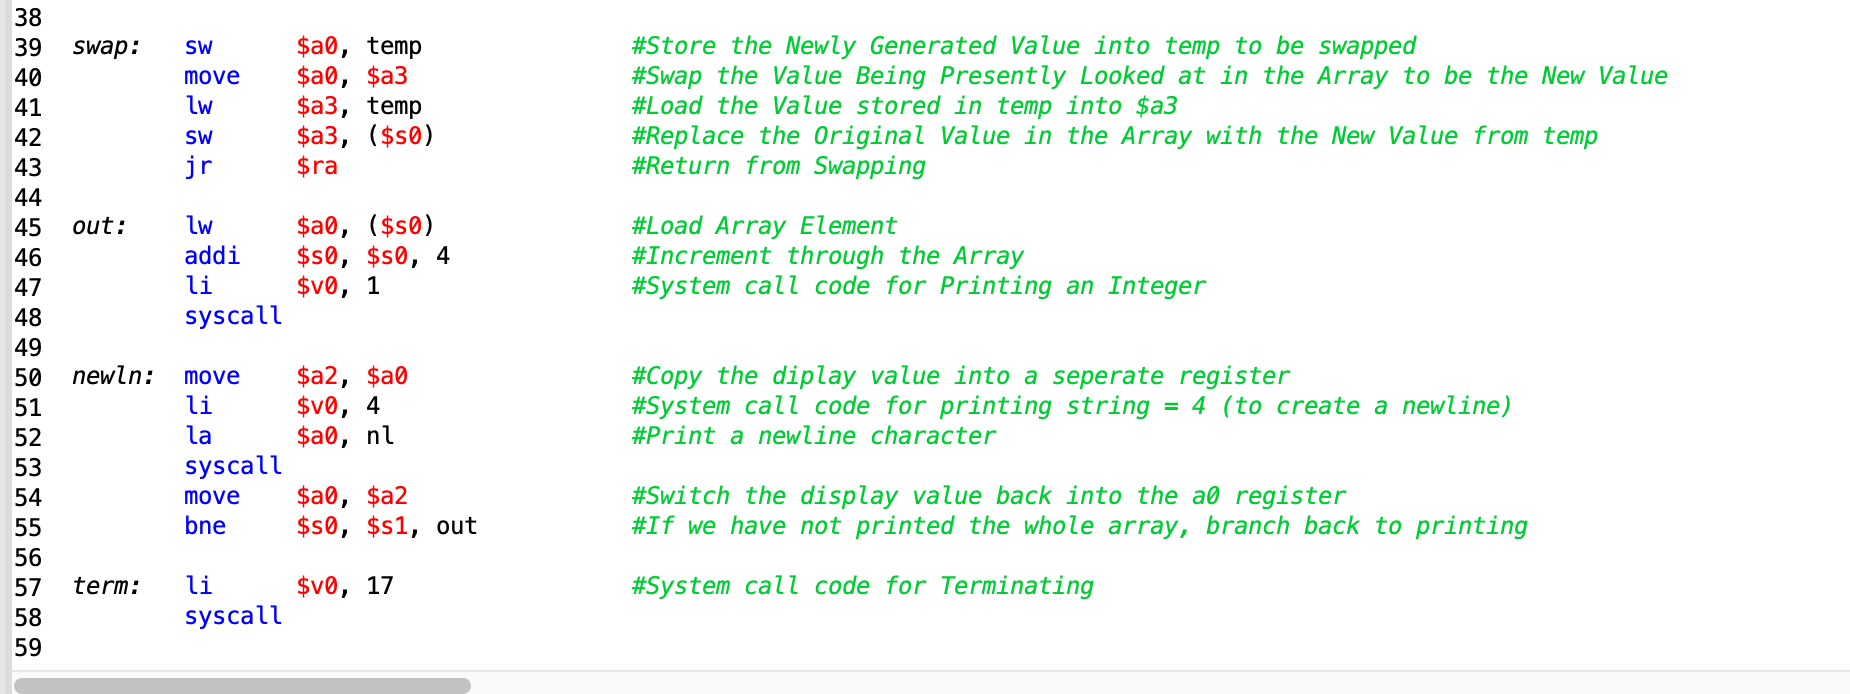 38
39 swap: sw $a0, temp #Store the Newly Generated Value into temp to be swapped
40 move $a0, $a3 #Swap the Value Being Presently Looked at in the Array to be the New Value
41 lw $a3, temp #Load the Value stored in temp into $a3
42 sw $a3, ($s0) #Replace the Original Value in the Array with the New Value from temp
43 jr $ra #Return from Swapping
44
45 out: lw $a0, ($s0) #Load Array Element
46 addi $s0, $s0, 4 #Increment through the Array
47 li $v0, 1 #System call code for Printing an Integer
48 syscall
49
50 newln: move $a2, $a0 #Copy the diplay value into a seperate register
51 li $v0, 4 #System call code for printing string = 4 (to create a newline)
52 la $a0, nl #Print a newline character
53 syscall
54 move $a0, $a2 #Switch the display value back into the a0 register
55 bne $s0, $s1, out #If we have not printed the whole array, branch back to printing
56
57 term: li $v0, 17 #System call code for Terminating
58 syscall
59